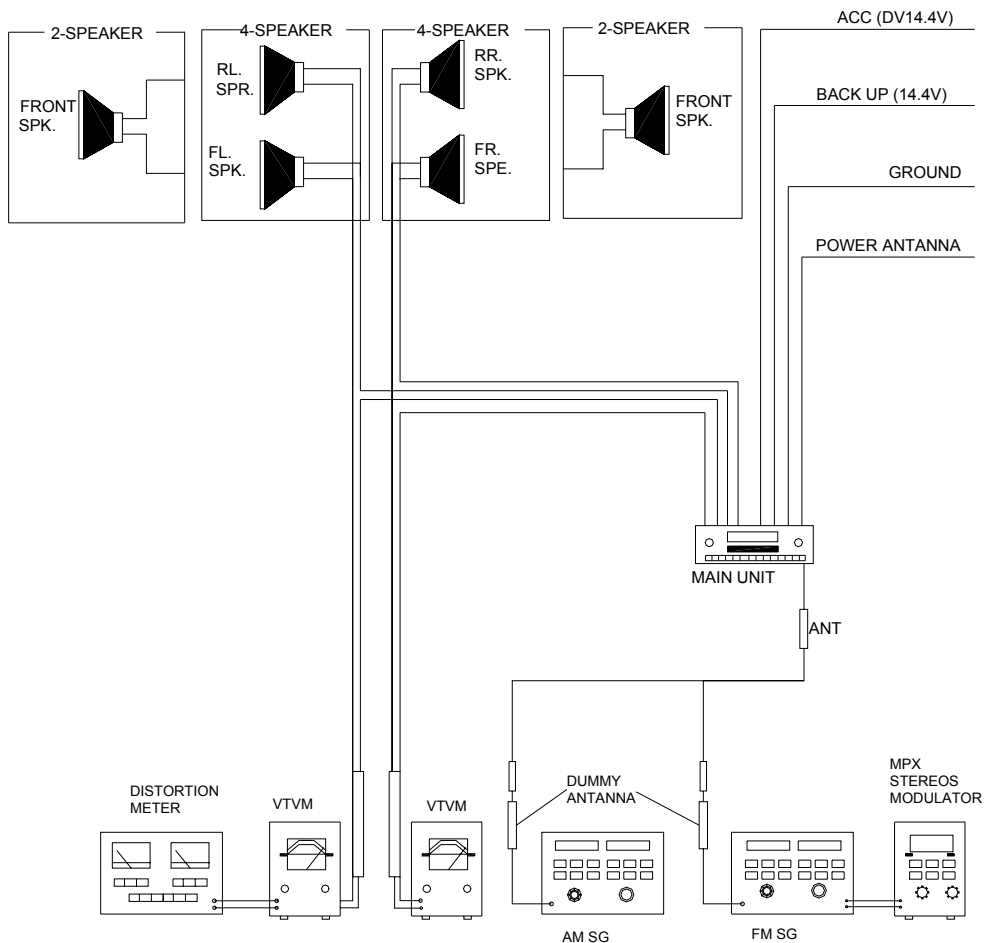 ACC (DV14.4V)
2-SPEAKER
4-SPEAKER
4-SPEAKER
2-SPEAKER
RL.
SPR.
RR.
SPK.
FRONT
SPK.
FRONT
SPK.
BACK UP (14.4V)
FL.
SPK.
FR.
SPE.
GROUND
POWER ANTANNA
MAIN UNIT
ANT
DISTORTION
METER
VTVM
VTVM
DUMMY
ANTANNA
MPX
STEREOS
MODULATOR
AM SG
FM SG